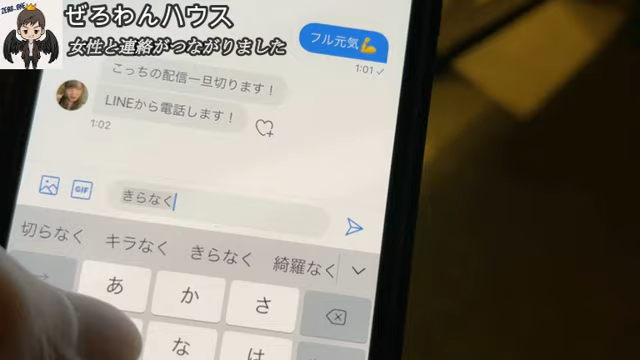 ZERO_ONE
ぜろわんハウス
女性と連絡がつながりました
フル元気💪
1:01
こっちの配信一旦切ります！
LINEから電話します！
1:02
GIF
きらなく
切らなく
キラなく
きらなく
綺羅なく
あ
か
さ
な
は